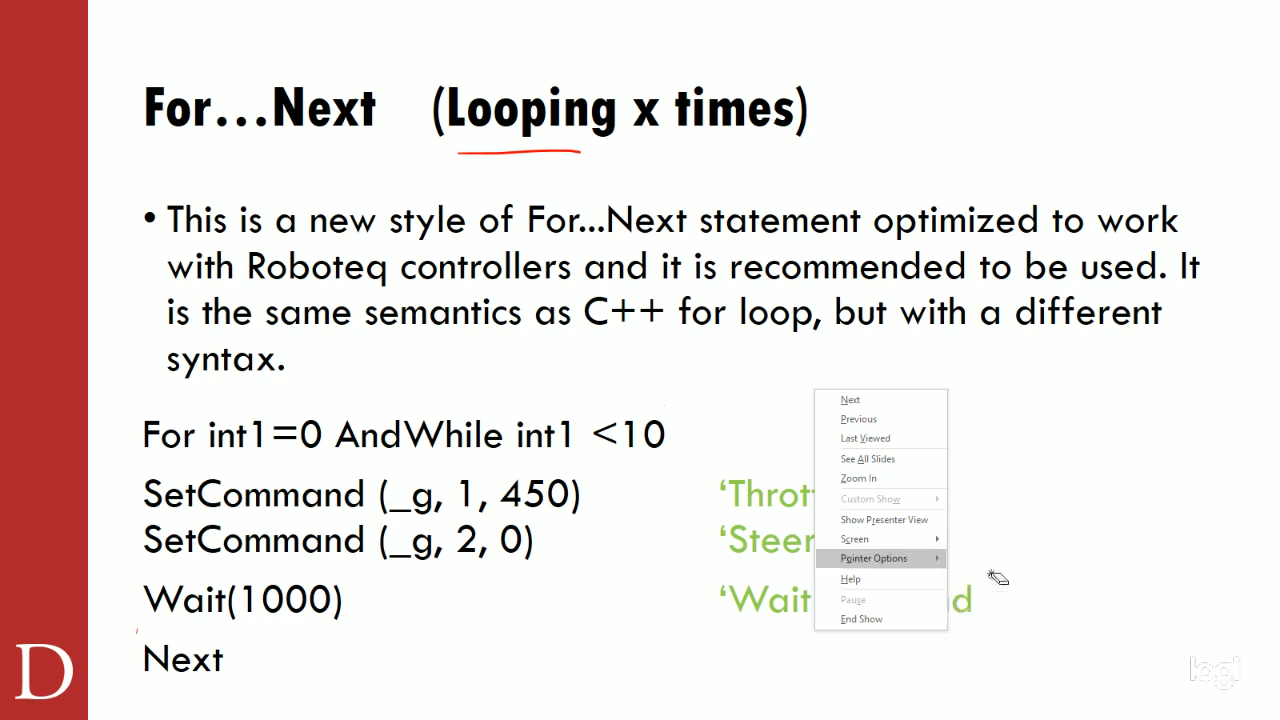 For...Next (Looping x times)
• This is a new style of For...Next statement optimized to work
with Roboteq controllers and it is recommended to be used. It
is the same semantics as C++ for loop, but with a different
syntax.
For int1=0 AndWhile int1 <10
SetCommand (_g, 1, 450)
SetCommand (_g, 2, 0)
Wait(1000) ‘Wait
Next
Next
Previous
Last Viewed
See All Slides
Zoom In
Custom Show
Show Presenter View
Screen
Pointer Options
Help
Pause
End Show
D
logi